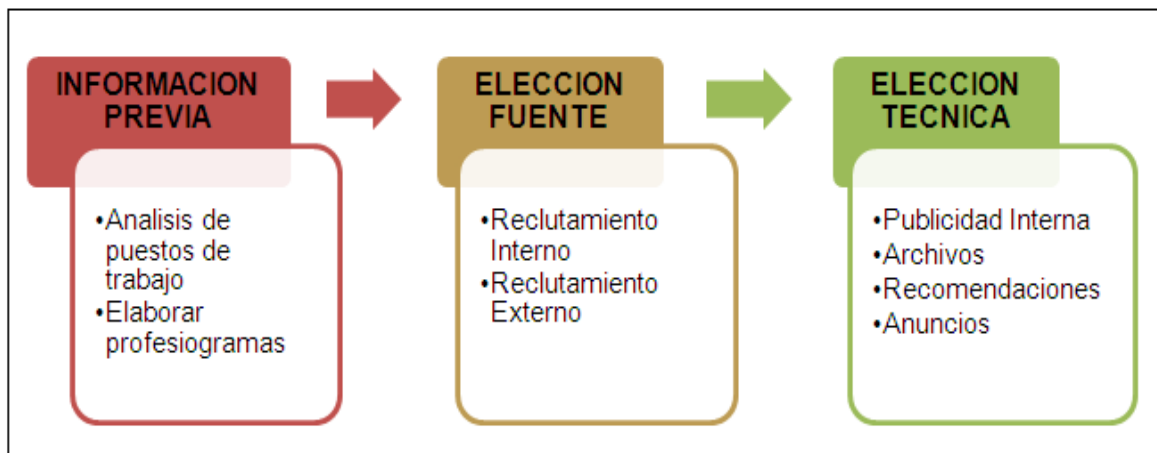 INFORMACION
PREVIA
•Analisis de
puestos de
trabajo
•Elaborar
profesiogramas
ELECCION
FUENTE
•Reclutamiento
Interno
•Reclutamiento
Externo
ELECCION
TECNICA
•Publicidad Interna
•Archivos
•Recomendaciones
•Anuncios